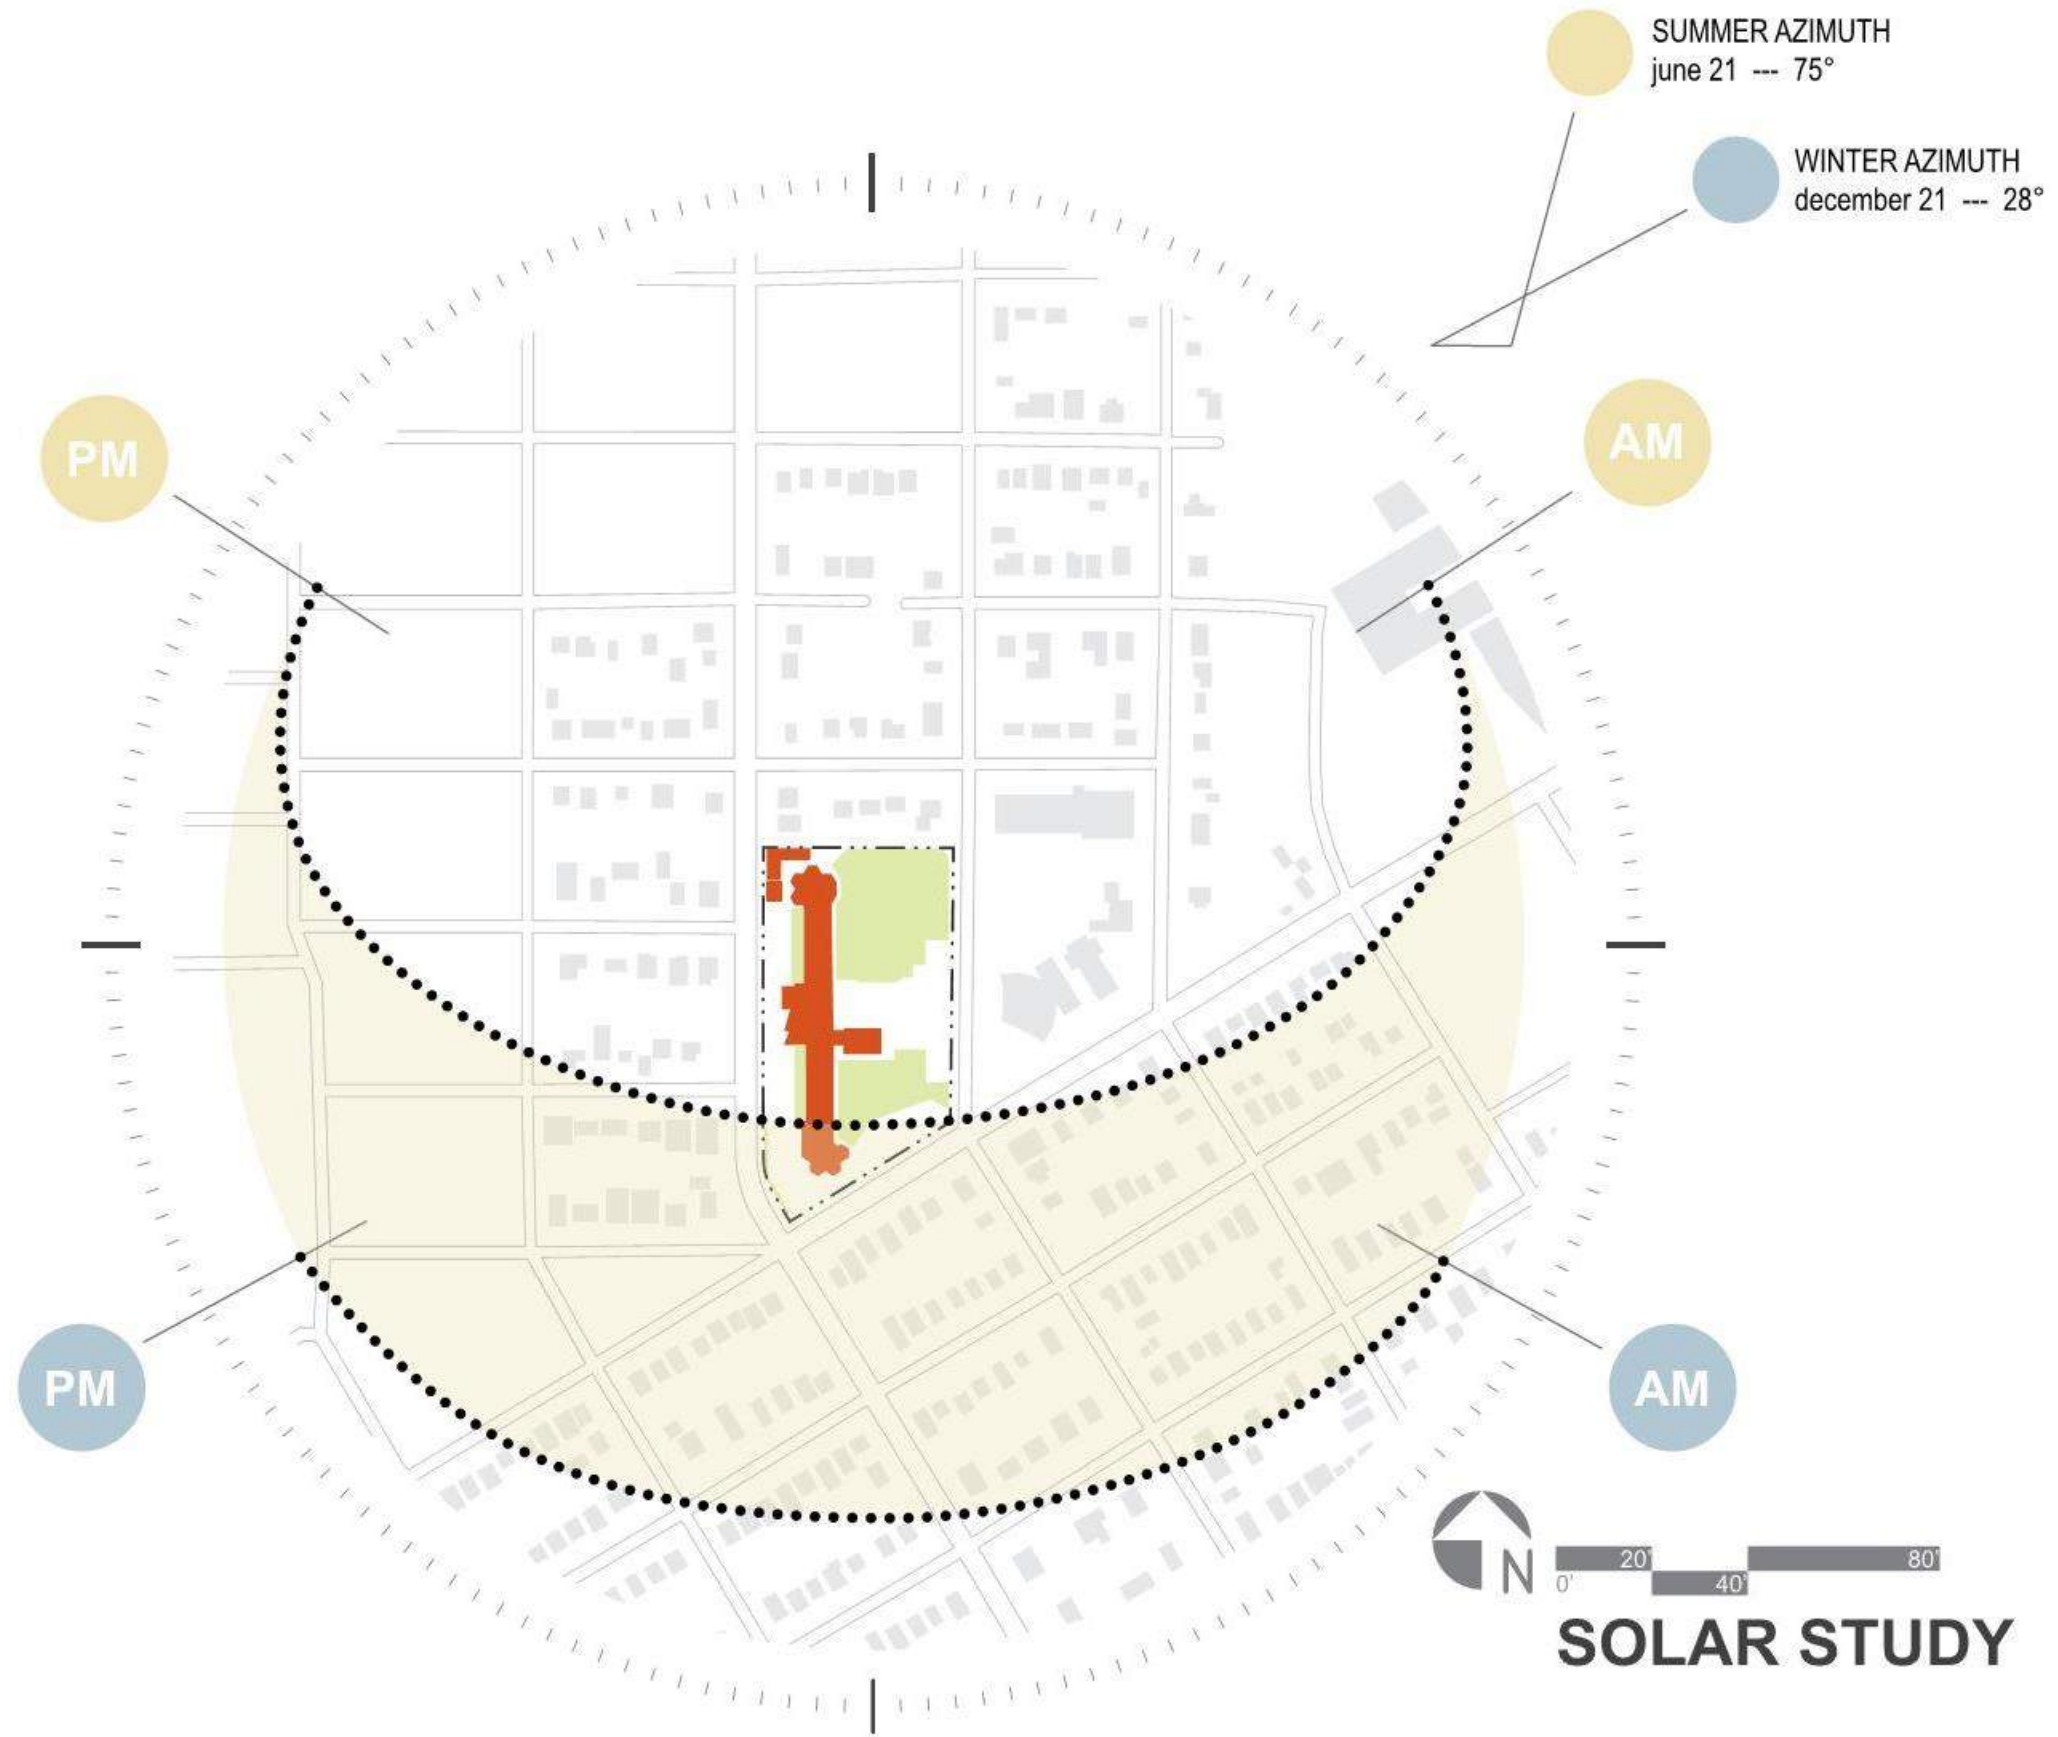 SUMMER AZIMUTH
june 21 --- 75°
WINTER AZIMUTH
december 21 --- 28°
PM
AM
PM
AM
N
0' 20' 40' 80'
SOLAR STUDY